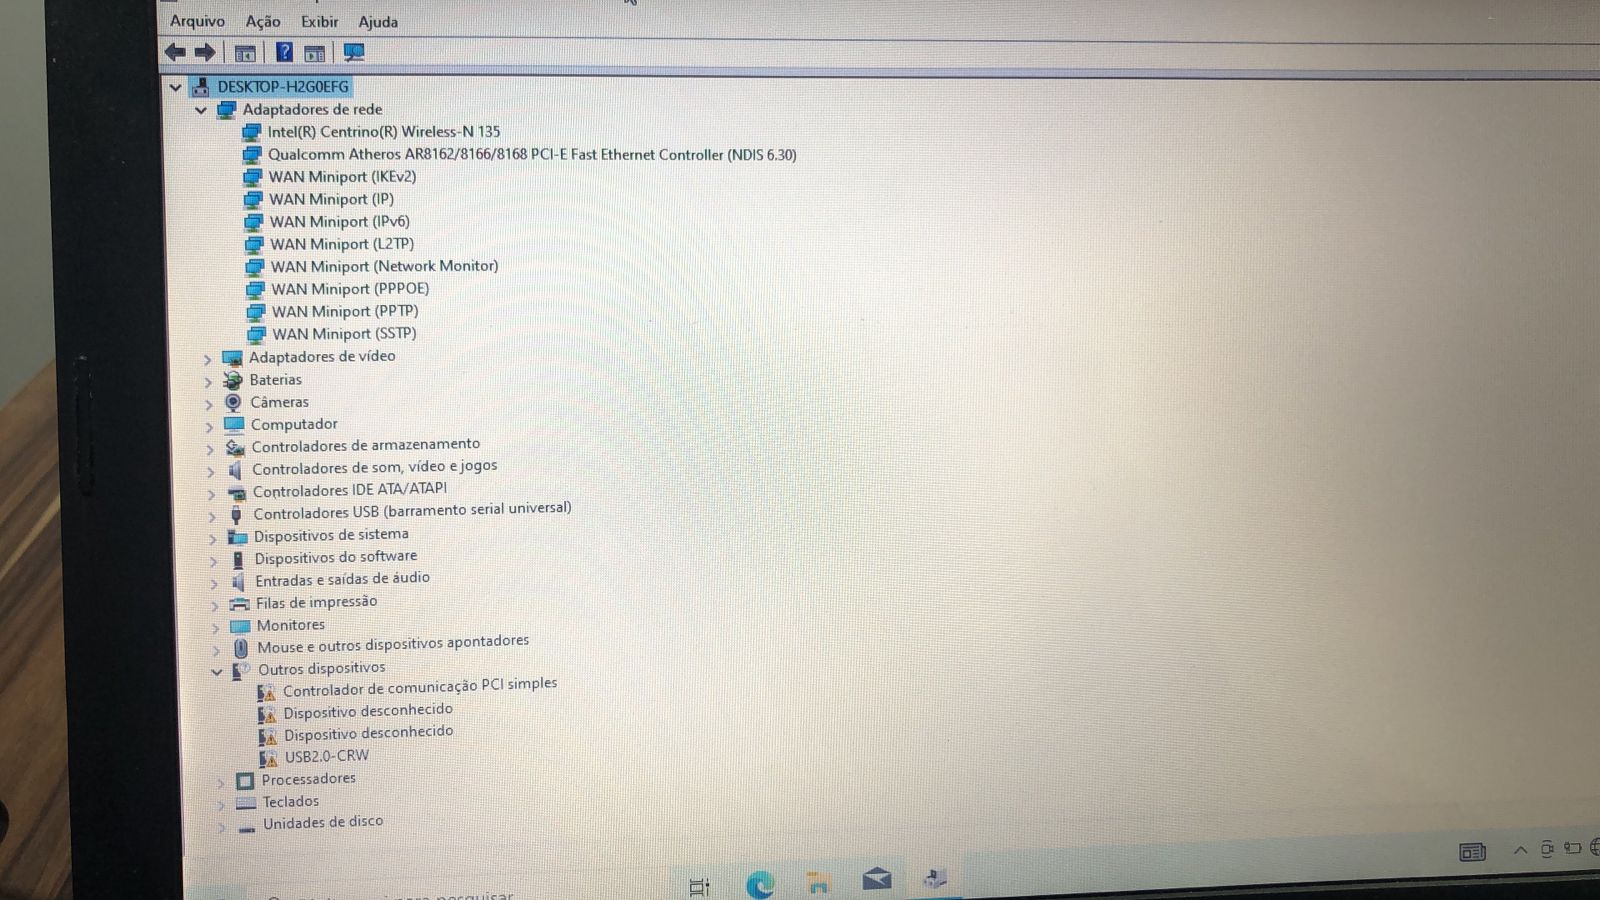 Arquivo Ação Exibir Ajuda
DESKTOP-H2G0EFG
Adaptadores de rede
Intel(R) Centrino(R) Wireless-N 135
Qualcomm Atheros AR8162/8166/8168 PCI-E Fast Ethernet Controller (NDIS 6.30)
WAN Miniport (IKEv2)
WAN Miniport (IP)
WAN Miniport (IPv6)
WAN Miniport (L2TP)
WAN Miniport (Network Monitor)
WAN Miniport (PPPOE)
WAN Miniport (PPTP)
WAN Miniport (SSTP)
Adaptadores de vídeo
Baterias
Câmeras
Computador
Controladores de armazenamento
Controladores de som, vídeo e jogos
Controladores IDE ATA/ATAPI
Controladores USB (barramento serial universal)
Dispositivos de sistema
Dispositivos do software
Entradas e saídas de áudio
Filas de impressão
Monitores
Mouse e outros dispositivos apontadores
Outros dispositivos
Controlador de comunicação PCI simples
Dispositivo desconhecido
Dispositivo desconhecido
USB2.0-CRW
Processadores
Teclados
Unidades de disco
pesquisar